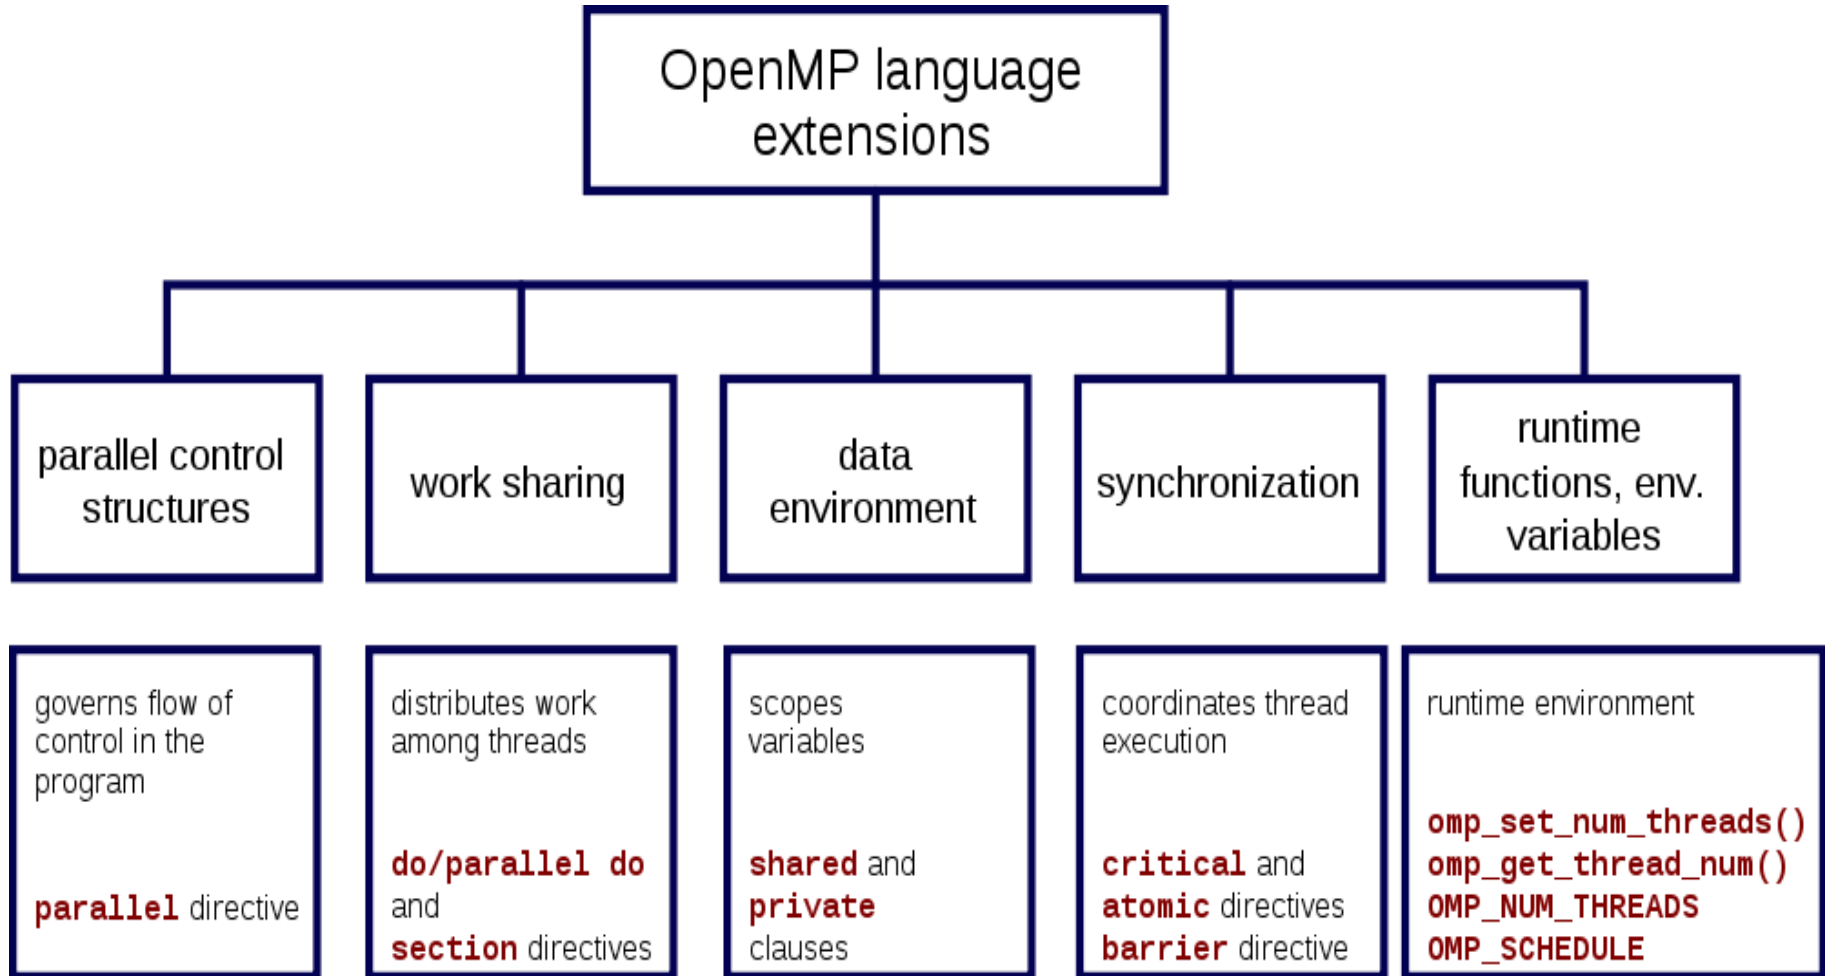 OpenMP language
extensions
parallel control
structures
work sharing
data
environment
synchronization
runtime
functions, env.
variables
governs flow of
control in the
program
parallel directive
distributes work
among threads
do/parallel do
and
section directives
scopes
variables
shared and
private
clauses
coordinates thread
execution
critical and
atomic directives
barrier directive
runtime environment
omp_set_num_threads()
omp_get_thread_num()
OMP_NUM_THREADS
OMP_SCHEDULE